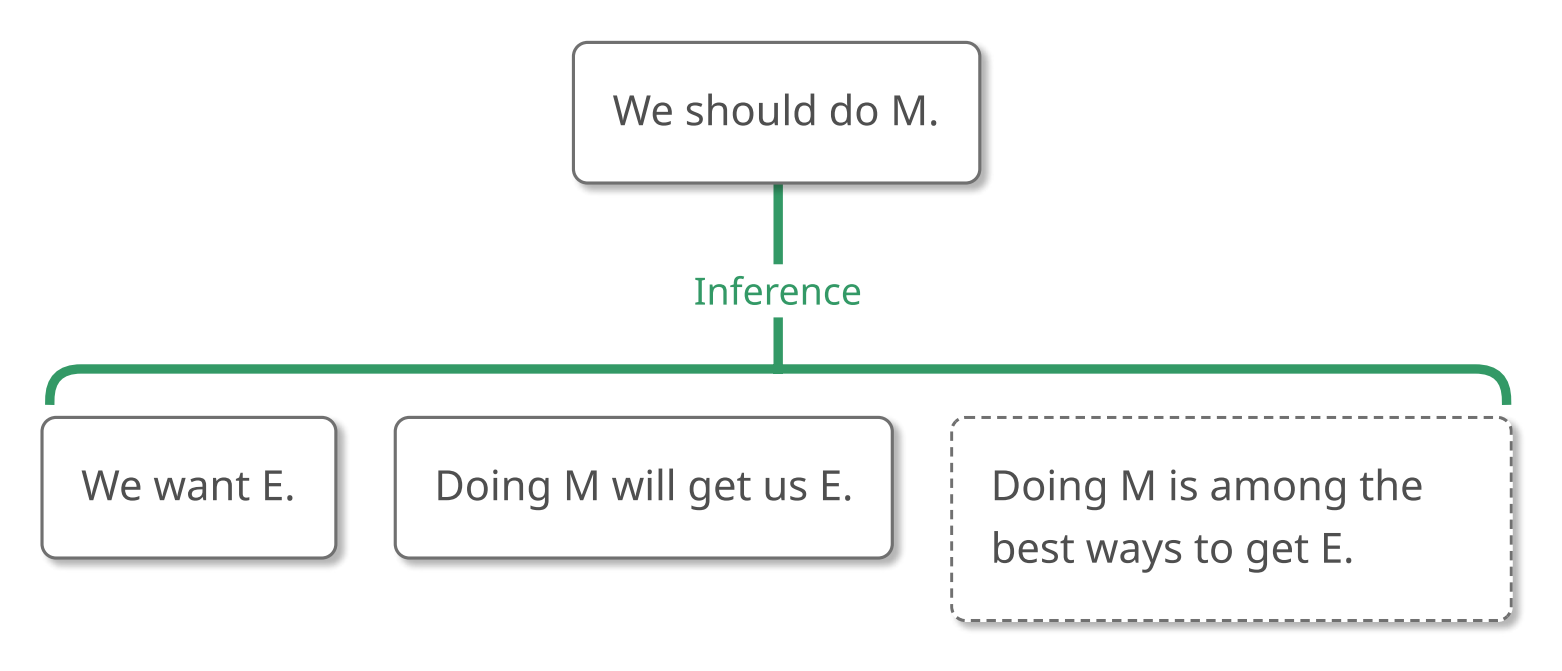 We should do M.
Inference
We want E.
Doing M will get us E.
Doing M is among the
best ways to get E.